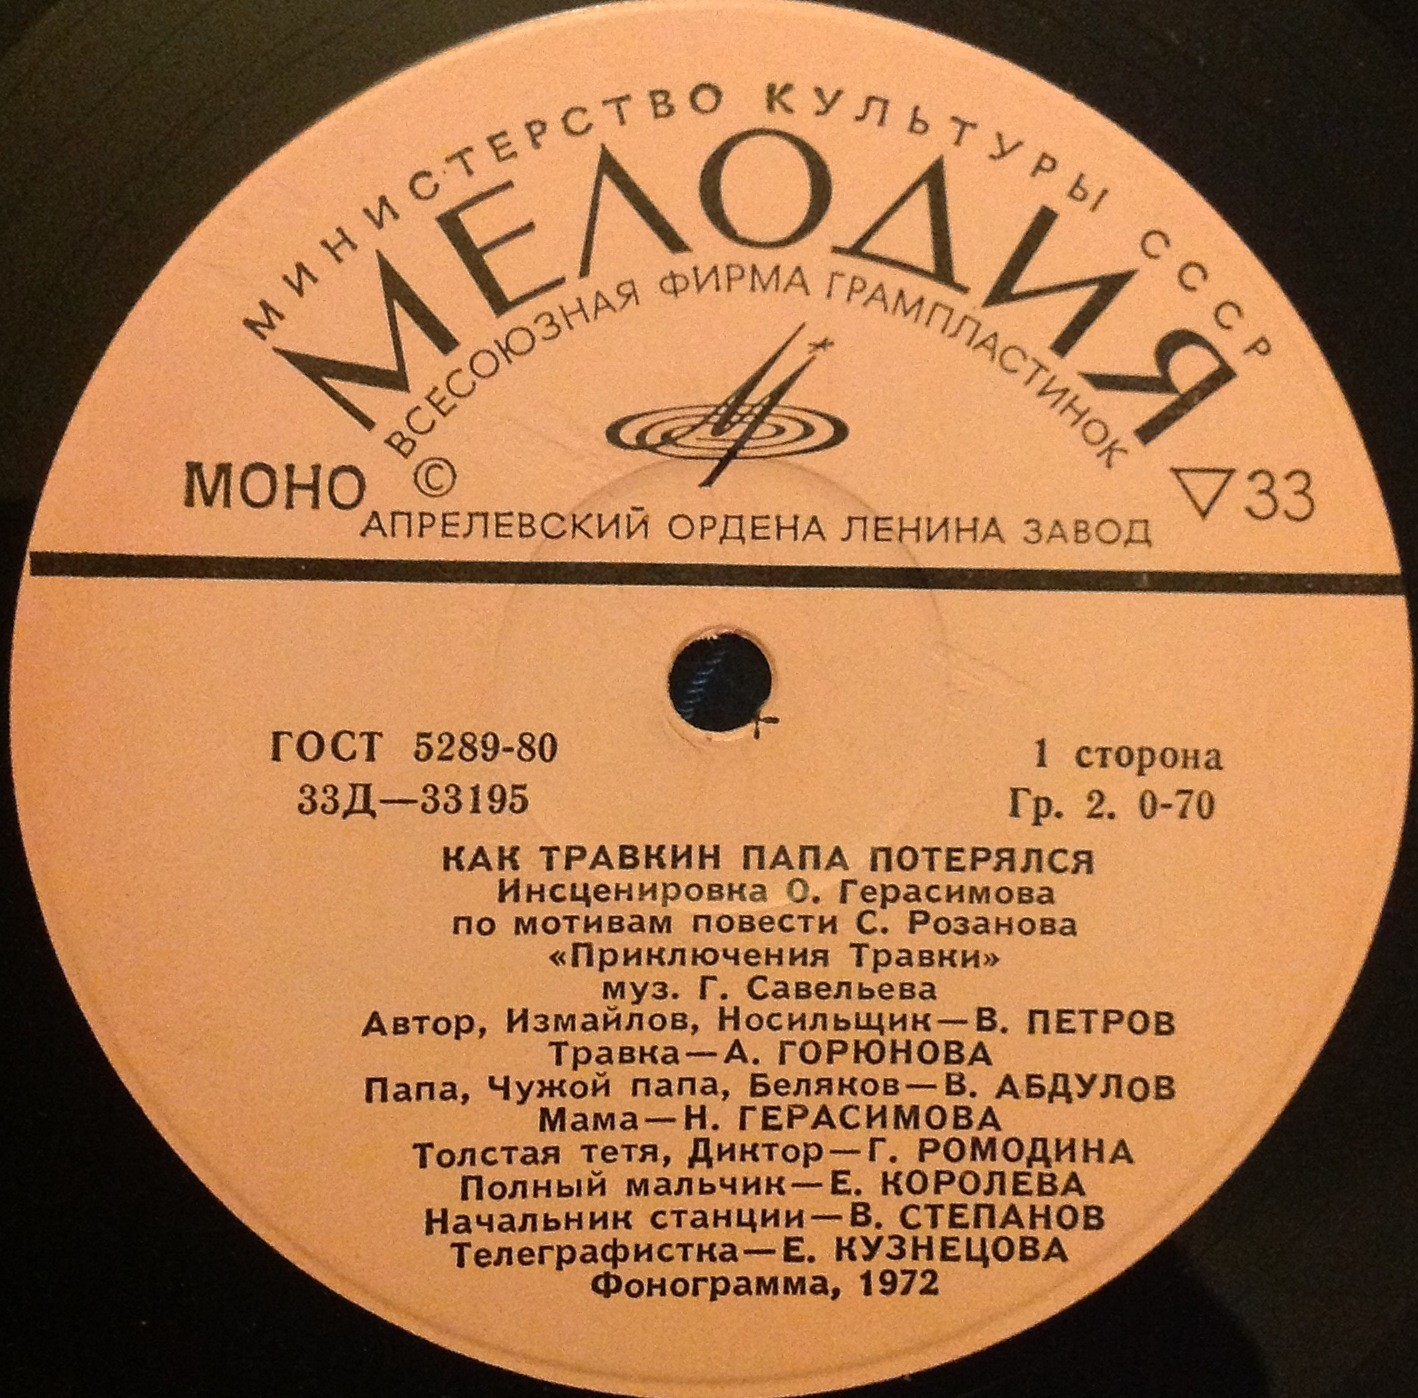 МИНИСТЕРСТВО КУЛЬТУРЫ СССР
МЕЛОДИЯ
ВСЕСОЮЗНАЯ ФИРМА ГРАМПЛАСТИНОК
МОНО © ▽33
АПРЕЛЕВСКИЙ ОРДЕНА ЛЕНИНА ЗАВОД
ГОСТ 5289-80 1 сторона
33Д—33195 Гр. 2. 0-70
КАК ТРАВКИН ПАПА ПОТЕРЯЛСЯ
Инсценировка О. Герасимова
по мотивам повести С. Розанова
«Приключения Травки»
муз. Г. Савельева
Автор, Измайлов, Носильщик—В. ПЕТРОВ
Травка—А. ГОРЮНОВА
Папа, Чужой папа, Беляков—В. АБДУЛОВ
Мама—Н. ГЕРАСИМОВА
Толстая тетя, Диктор—Г. РОМОДИНА
Полный мальчик—Е. КОРОЛЕВА
Начальник станции—В. СТЕПАНОВ
Телеграфистка—Е. КУЗНЕЦОВА
Фонограмма, 1972